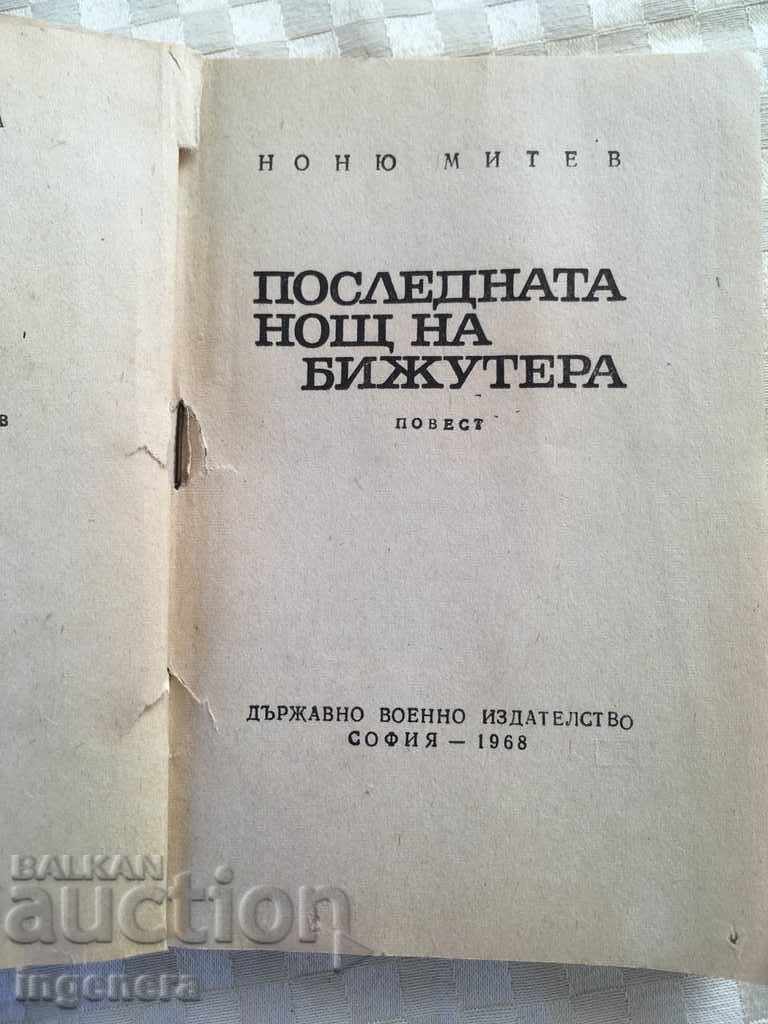 А
В
НОНЮ МИТЕВ
ПОСЛЕДНАТА
НОЩ НА
БИЖУТЕРА
ПОВЕСТ
ДЪРЖАВНО ВОЕННО ИЗДАТЕЛСТВО
СОФИЯ — 1968
BALKAN
auction
ingenera